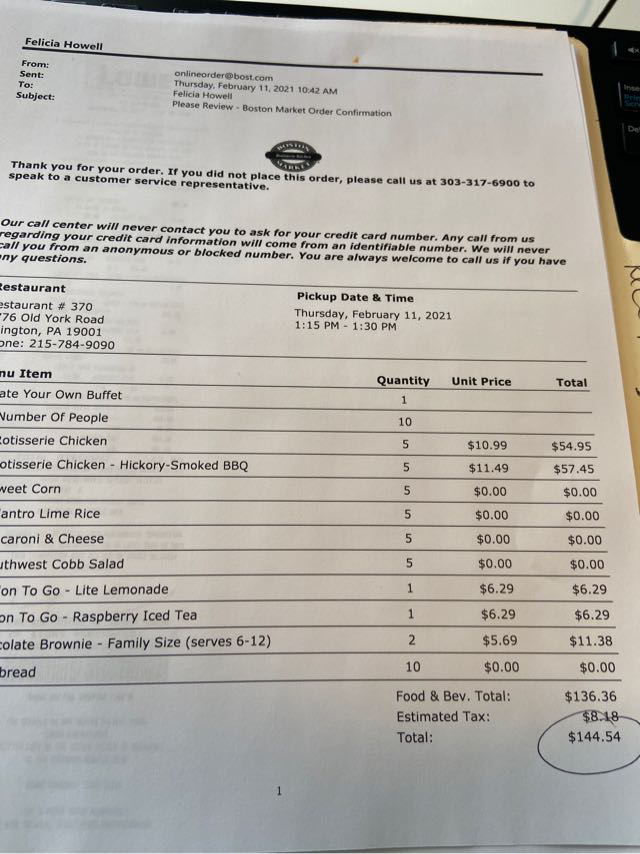 Felicia Howell
From: onlineorder@bost.com
Sent: Thursday, February 11, 2021 10:42 AM
To: Felicia Howell
Subject: Please Review - Boston Market Order Confirmation
BOSTON
MARKET
Thank you for your order. If you did not place this order, please call us at 303-317-6900 to
speak to a customer service representative.
Our call center will never contact you to ask for your credit card number. Any call from us
regarding your credit card information will come from an identifiable number. We will never
call you from an anonymous or blocked number. You are always welcome to call us if you have
ny questions.
Restaurant
estaurant # 370
76 Old York Road
ington, PA 19001
one: 215-784-9090
Pickup Date & Time
Thursday, February 11, 2021
1:15 PM - 1:30 PM
nu Item Quantity Unit Price Total
ate Your Own Buffet 1
Number Of People 10
Rotisserie Chicken 5 $10.99 $54.95
otisserie Chicken - Hickory-Smoked BBQ 5 $11.49 $57.45
weet Corn 5 $0.00 $0.00
antro Lime Rice 5 $0.00 $0.00
caroni & Cheese 5 $0.00 $0.00
uthwest Cobb Salad 5 $0.00 $0.00
on To Go - Lite Lemonade 1 $6.29 $6.29
on To Go - Raspberry Iced Tea 1 $6.29 $6.29
colate Brownie - Family Size (serves 6-12) 2 $5.69 $11.38
bread 10 $0.00 $0.00
Food & Bev. Total: $136.36
Estimated Tax: $8.18
Total: $144.54
1